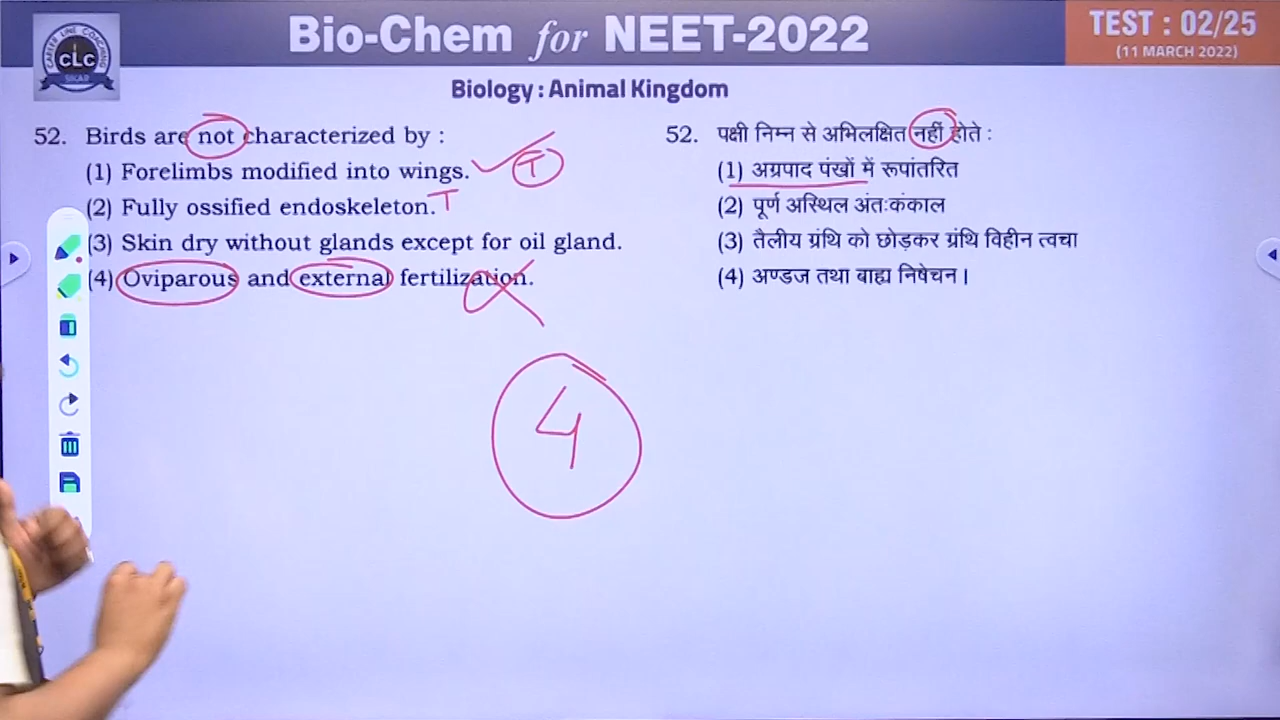 Bio-Chem for NEET-2022
TEST : 02/25
(11 MARCH 2022)
CAREER LINE COACHING
CLC
SIKAR
Biology : Animal Kingdom
52. Birds are not characterized by :
(1) Forelimbs modified into wings. T
(2) Fully ossified endoskeleton. T
(3) Skin dry without glands except for oil gland.
(4) Oviparous and external fertilization.
4
52. पक्षी निम्न से अभिलक्षित नहीं होते :
(1) अग्रपाद पंखों में रूपांतरित
(2) पूर्ण अस्थिल अंतःकंकाल
(3) तैलीय ग्रंथि को छोड़कर ग्रंथि विहीन त्वचा
(4) अण्डज तथा बाह्य निषेचन।